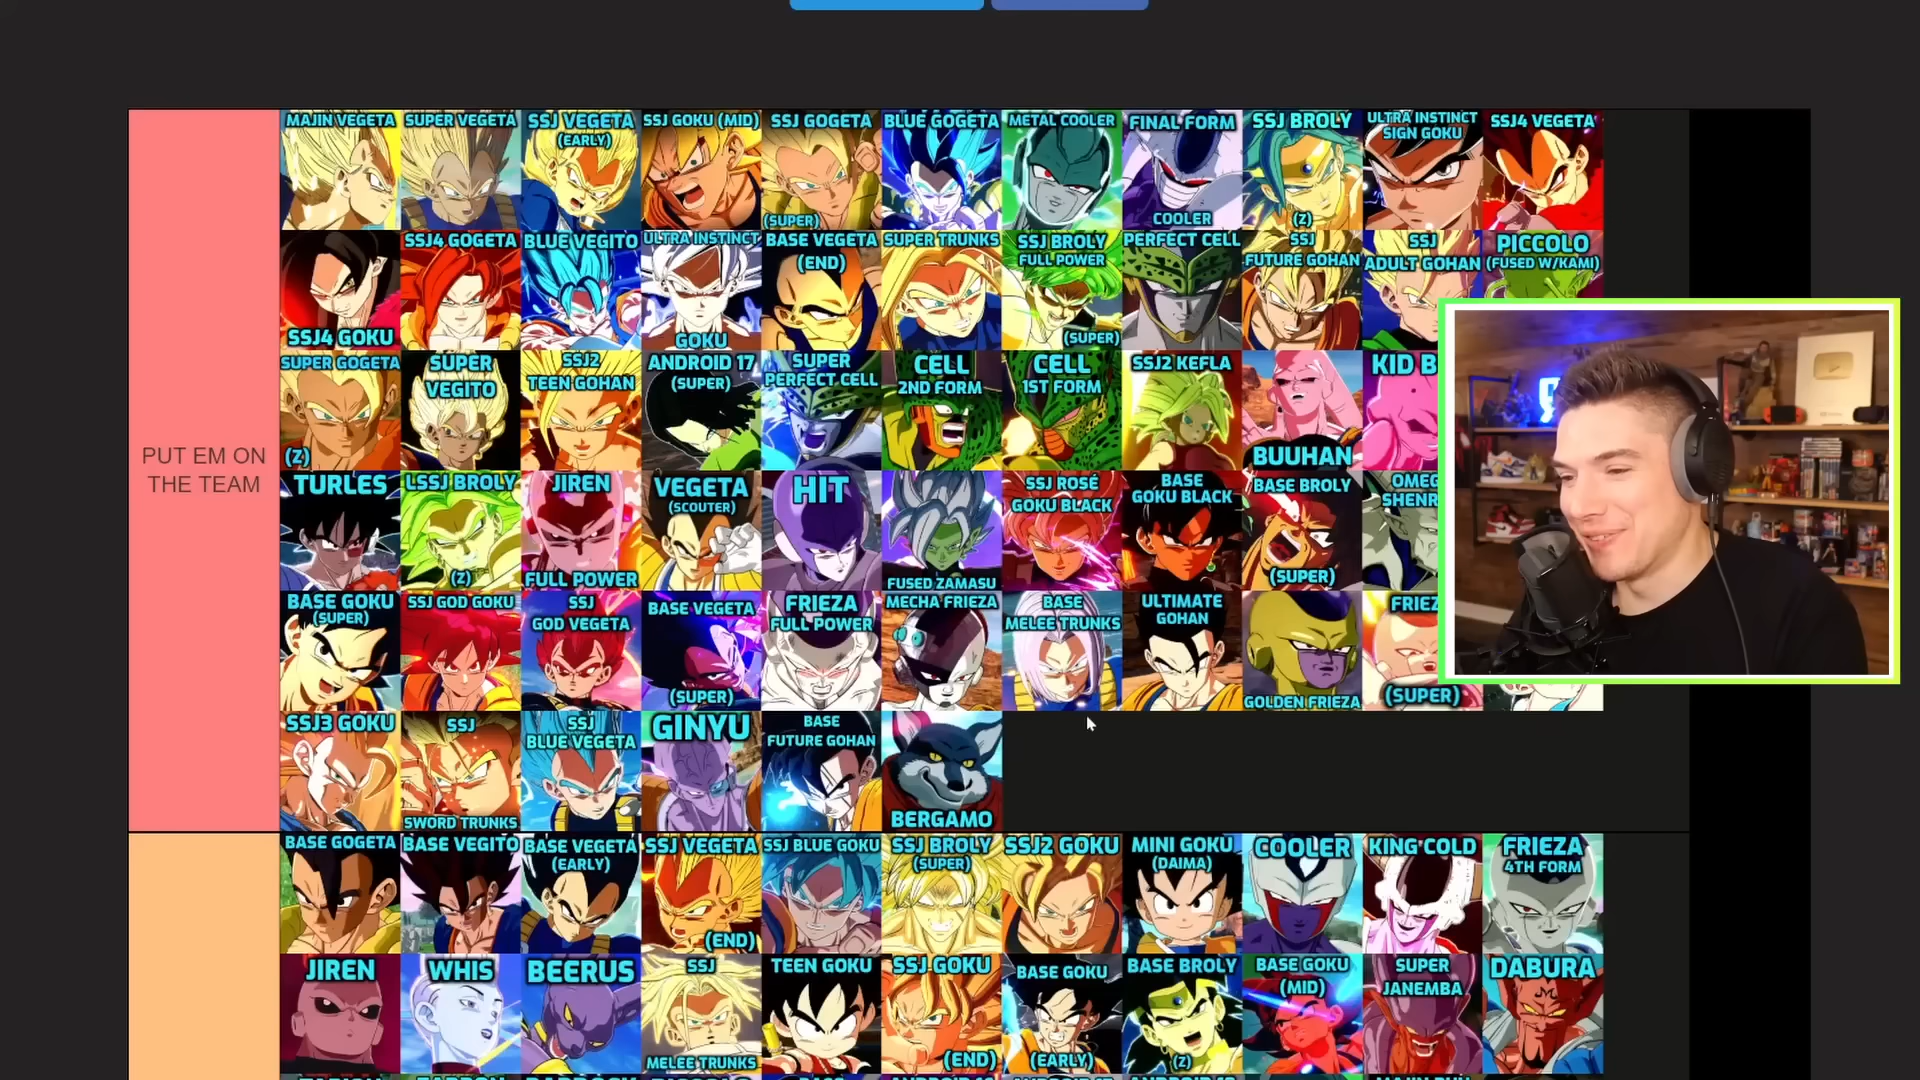 MAJIN VEGETA
SUPER VEGETA
SSJ VEGETA
(EARLY)
SSJ GOKU (MID)
SSJ GOGETA
(SUPER)
BLUE GOGETA
METAL COOLER
FINAL FORM
COOLER
SSJ BROLY
(Z)
ULTRA INSTINCT
SIGN GOKU
SSJ4 VEGETA
SSJ4 GOKU
SSJ4 GOGETA
BLUE VEGITO
ULTRA INSTINCT
GOKU
BASE VEGETA
(END)
SUPER TRUNKS
SSJ BROLY
FULL POWER
(SUPER)
PERFECT CELL
SSJ
FUTURE GOHAN
SSJ
ADULT GOHAN
PICCOLO
(FUSED W/KAMI)
PUT EM ON
THE TEAM
SUPER GOGETA
(Z)
SUPER
VEGITO
SSJ2
TEEN GOHAN
ANDROID 17
(SUPER)
SUPER
PERFECT CELL
CELL
2ND FORM
CELL
1ST FORM
SSJ2 KEFLA
BUUHAN
KID B
TURLES
LSSJ BROLY
(Z)
JIREN
FULL POWER
VEGETA
(SCOUTER)
HIT
FUSED ZAMASU
SSJ ROSÉ
GOKU BLACK
BASE
GOKU BLACK
BASE BROLY
(SUPER)
OMEG
SHENR
BASE GOKU
(SUPER)
SSJ GOD GOKU
SSJ
GOD VEGETA
BASE VEGETA
(SUPER)
FRIEZA
FULL POWER
MECHA FRIEZA
BASE
MELEE TRUNKS
ULTIMATE
GOHAN
GOLDEN FRIEZA
FRIEZ
(SUPER)
SSJ3 GOKU
SSJ
SWORD TRUNKS
SSJ
BLUE VEGETA
GINYU
BASE
FUTURE GOHAN
BERGAMO
BASE GOGETA
BASE VEGITO
BASE VEGETA
(EARLY)
SSJ VEGETA
(END)
SSJ BLUE GOKU
SSJ BROLY
(SUPER)
SSJ2 GOKU
MINI GOKU
(DAIMA)
COOLER
KING COLD
FRIEZA
4TH FORM
JIREN
WHIS
BEERUS
SSJ
MELEE TRUNKS
TEEN GOKU
SSJ GOKU
(END)
BASE GOKU
(EARLY)
BASE BROLY
(Z)
BASE GOKU
(MID)
SUPER
JANEMBA
DABURA